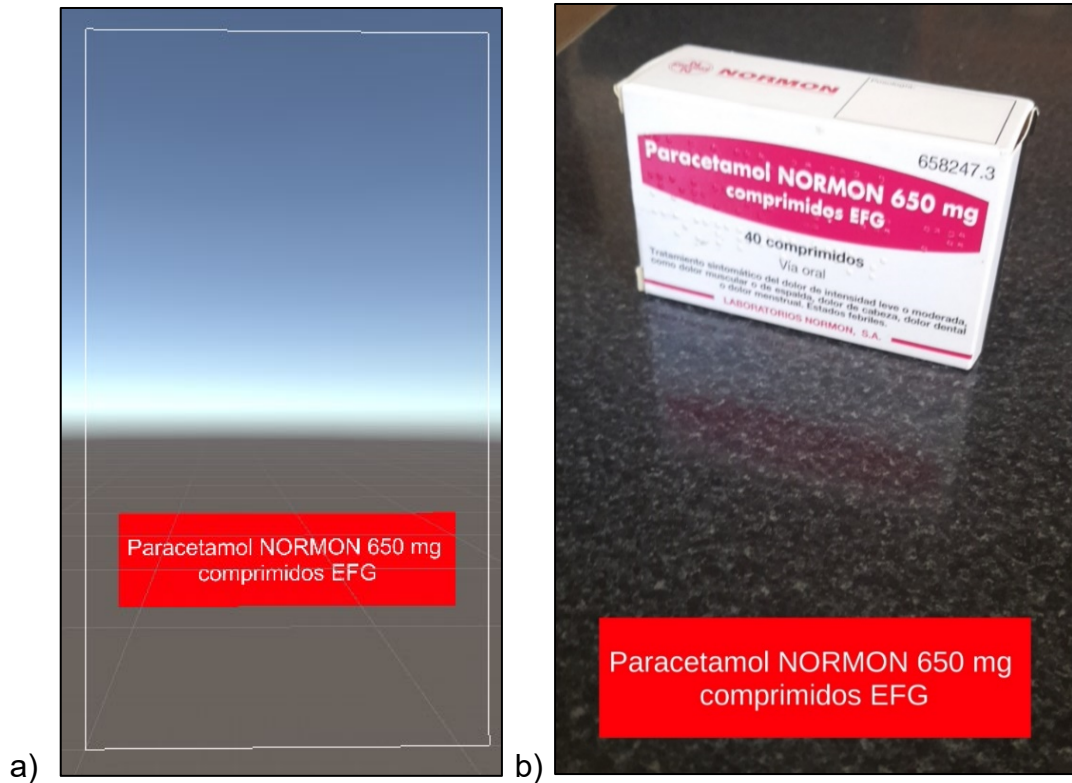 Paracetamol NORMON 650 mg
comprimidos EFG
a)
NORMON
658247.3
Paracetamol NORMON 650 mg
comprimidos EFG
40 comprimidos
Vía oral
Tratamiento sintomático del dolor de intensidad leve o moderada,
como dolor muscular o de espalda, dolor de cabeza, dolor dental
o dolor menstrual. Estados febriles.
LABORATORIOS NORMON, S.A.
Paracetamol NORMON 650 mg
comprimidos EFG
b)